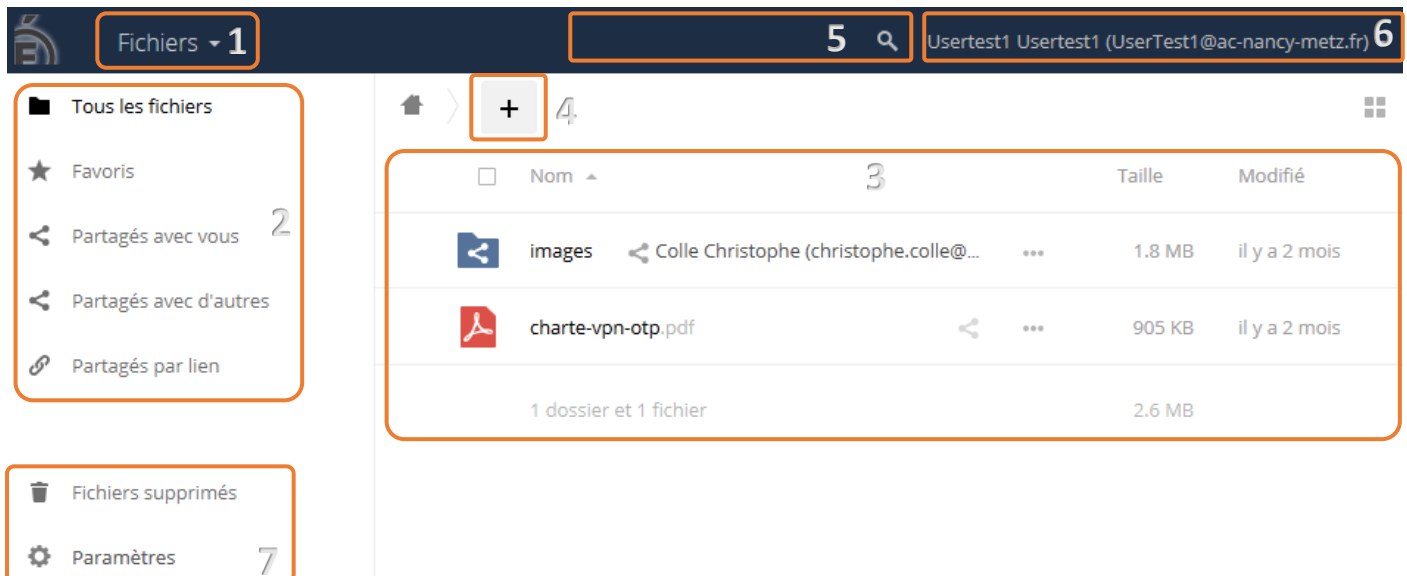 Fichiers 1 5 Usertest1 Usertest1 (UserTest1@ac-nancy-metz.fr) 6
Tous les fichiers
+ 4
Favoris
Nom 3 Taille Modifié
Partagés avec vous 2
images Colle Christophe (christophe.colle@... ••• 1.8 MB il y a 2 mois
Partagés avec d'autres
charte-vpn-otp.pdf ••• 905 KB il y a 2 mois
Partagés par lien
1 dossier et 1 fichier 2.6 MB
Fichiers supprimés
Paramètres 7